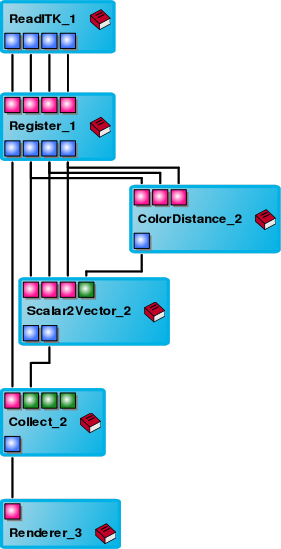 ReadITK_1
Register_1
ColorDistance_2
Scalar2Vector_2
Collect_2
Renderer_3